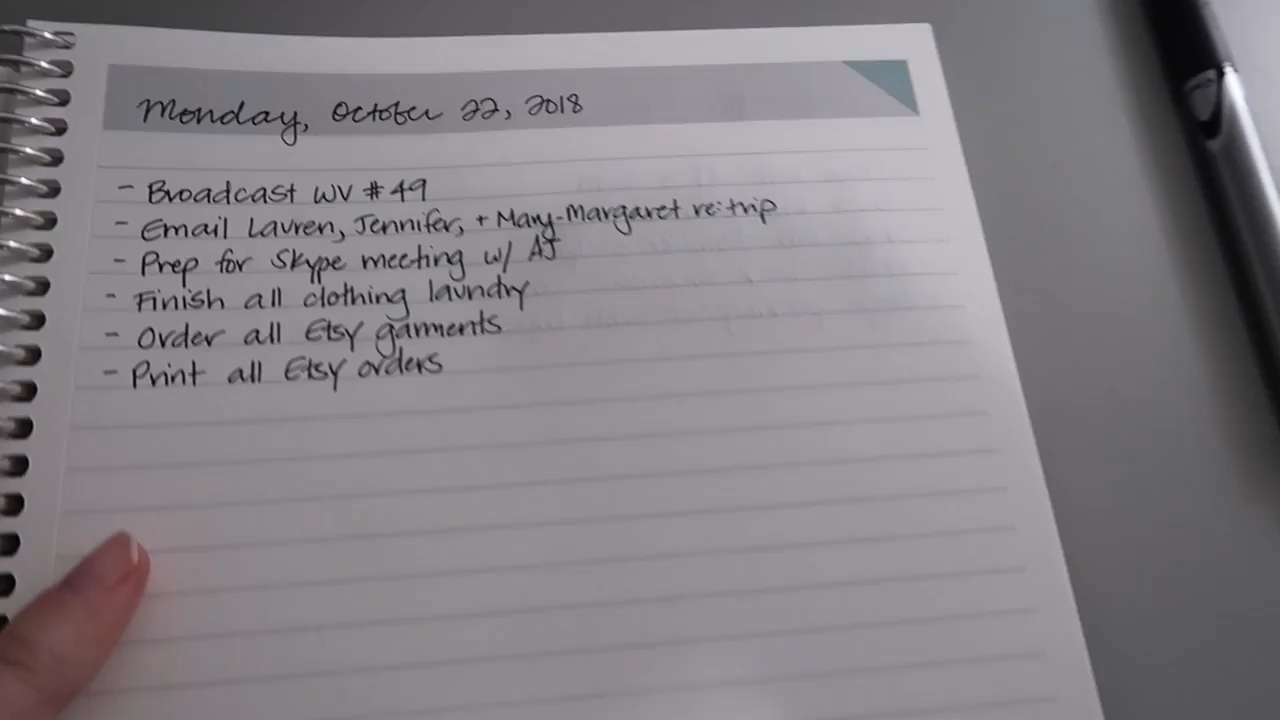 Monday, October 22, 2018
- Broadcast WV #49
- Email Lauren, Jennifer, + Mary-Margaret re: trip
- Prep for Skype meeting w/ AJ
- Finish all clothing laundry
- Order all Etsy garments
- Print all Etsy orders